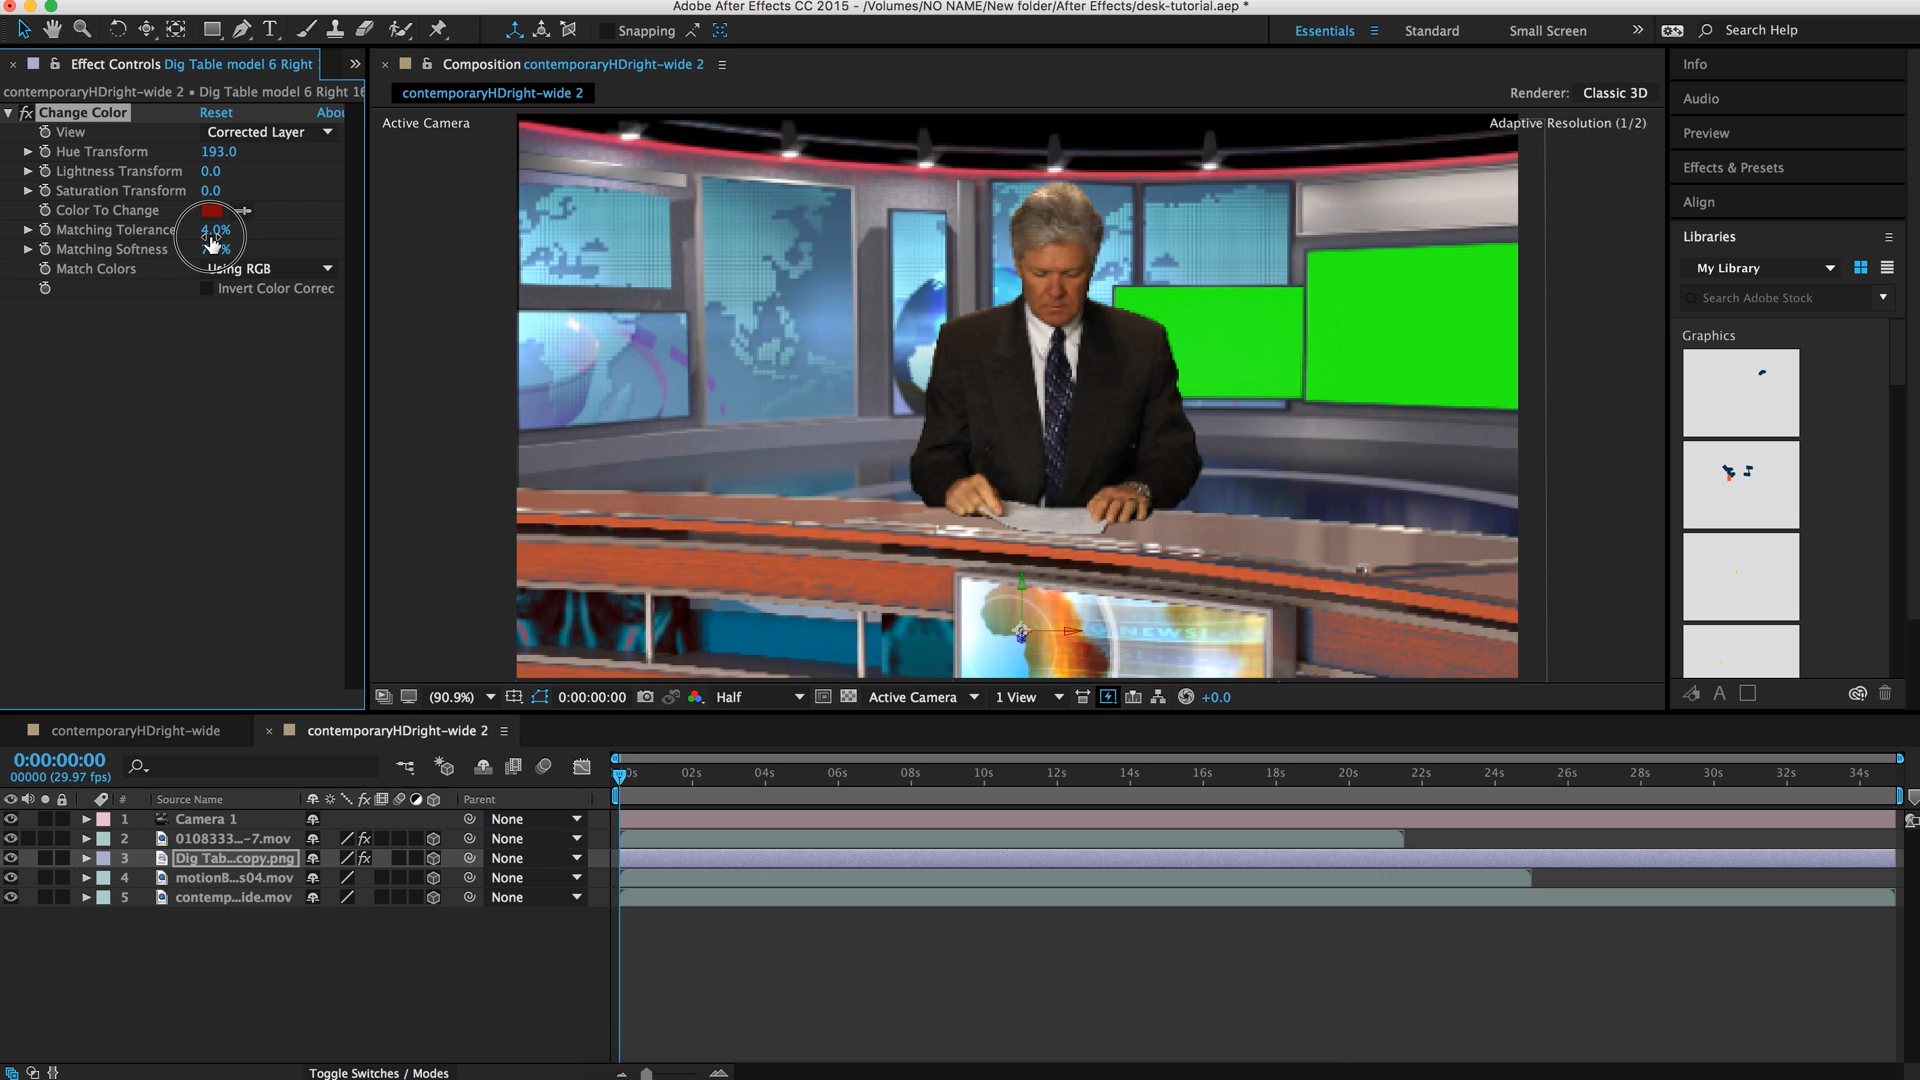 Adobe After Effects CC 2015 - /Volumes/NO NAME/New folder/After Effects/desk-tutorial.aep *
Snapping
Essentials
Standard
Small Screen
Search Help
Effect Controls Dig Table model 6 Right
Composition contemporaryHDright-wide 2
Info
contemporaryHDright-wide 2 • Dig Table model 6 Right 16
contemporaryHDright-wide 2
Renderer: Classic 3D
Audio
fx Change Color Reset Abou
Active Camera
Adaptive Resolution (1/2)
View Corrected Layer
Preview
Hue Transform 193.0
Lightness Transform 0.0
Effects & Presets
Saturation Transform 0.0
Align
Color To Change
Matching Tolerance 4.0%
Libraries
Matching Softness
Match Colors Using RGB
My Library
Invert Color Correc
Search Adobe Stock
Graphics
NEWS!
(90.9%)
0:00:00:00
Half
Active Camera
1 View
+0.0
contemporaryHDright-wide
contemporaryHDright-wide 2
0:00:00:00
00000 (29.97 fps)
02s 04s 06s 08s 10s 12s 14s 16s 18s 20s 22s 24s 26s 28s 30s 32s 34s
# Source Name fx Parent
1 Camera 1 None
2 0108333...-7.mov fx None
3 Dig Tab...copy.png fx None
4 motionB...s04.mov None
5 contemp...ide.mov None
Toggle Switches / Modes